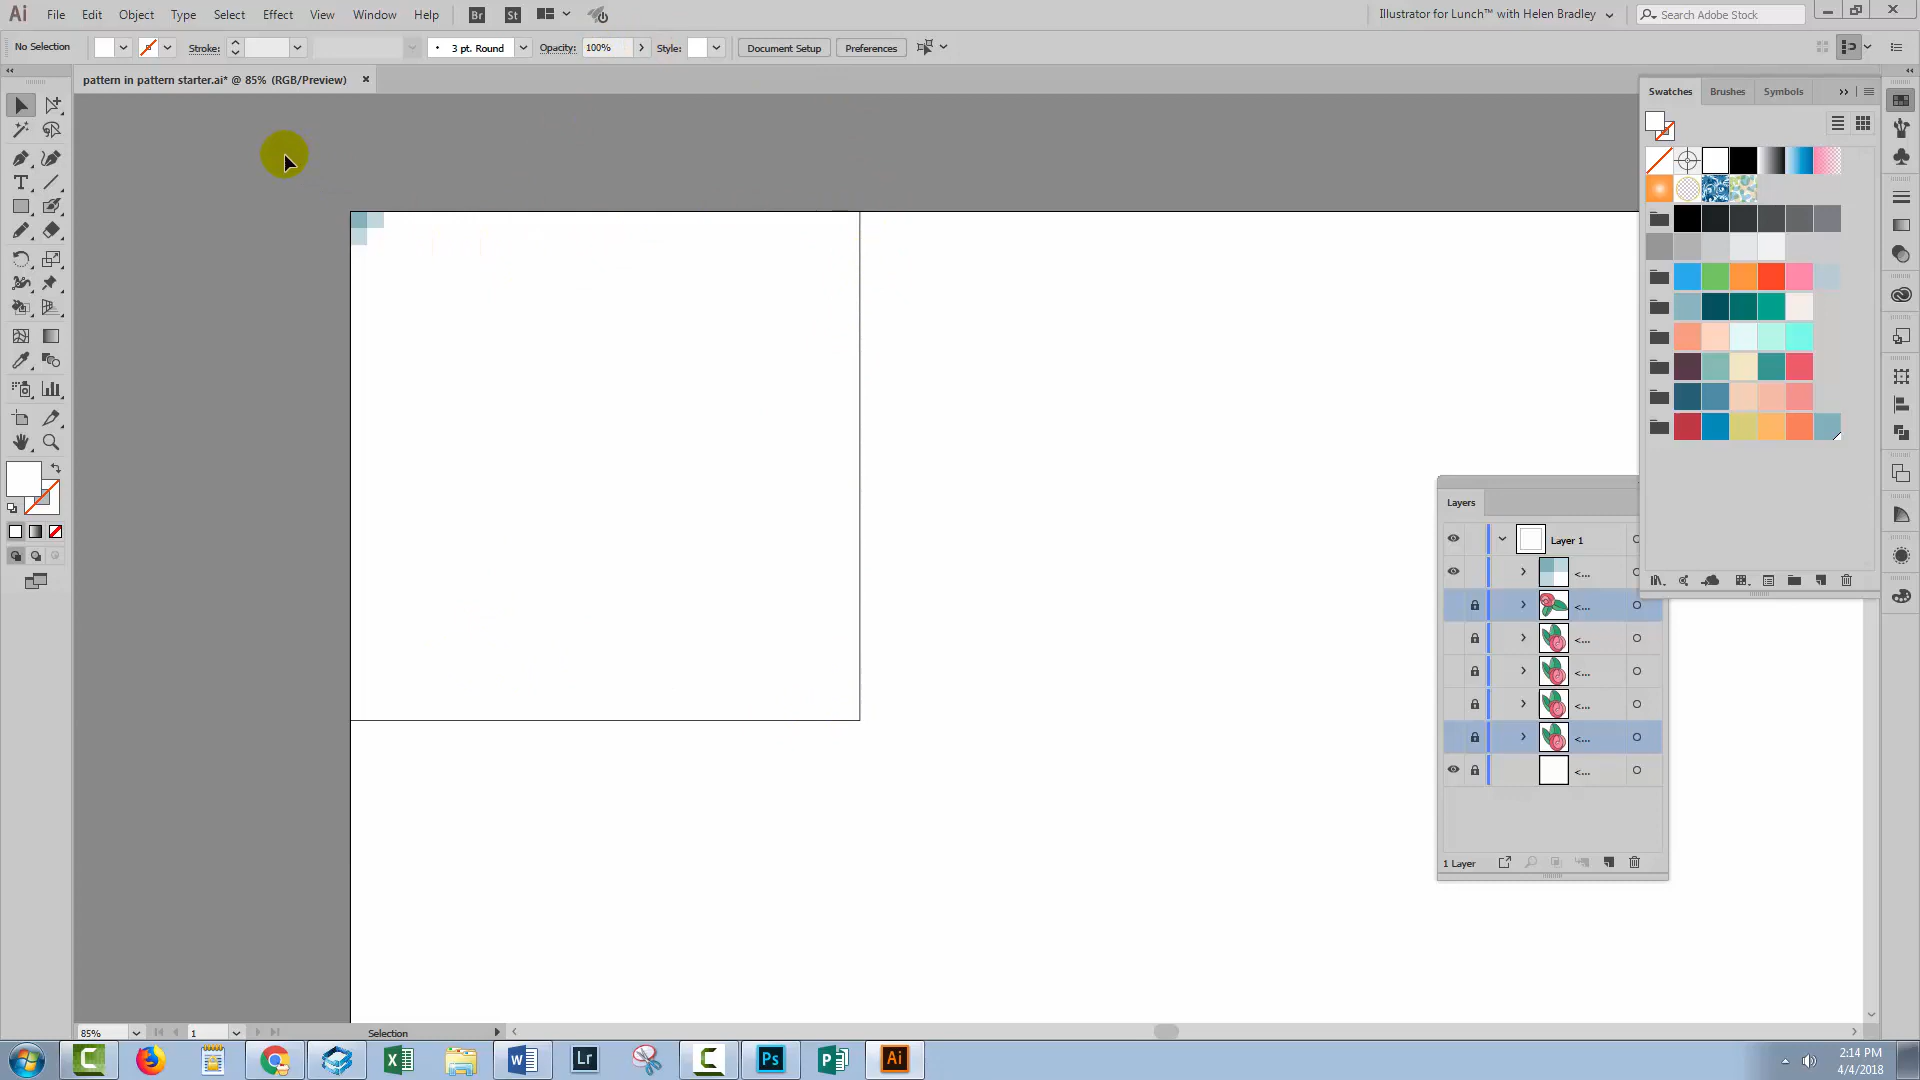 Ai File Edit Object Type Select Effect View Window Help Br St Illustrator for Lunch™ with Helen Bradley Search Adobe Stock
No Selection Stroke: 3 pt. Round Opacity: 100% Style: Document Setup Preferences
pattern in pattern starter.ai* @ 85% (RGB/Preview)
Swatches Brushes Symbols
Layers
Layer 1
<...
<...
<...
<...
<...
<...
<...
1 Layer
85% 1 Selection
Lr Ps Ai
2:14 PM
4/4/2018